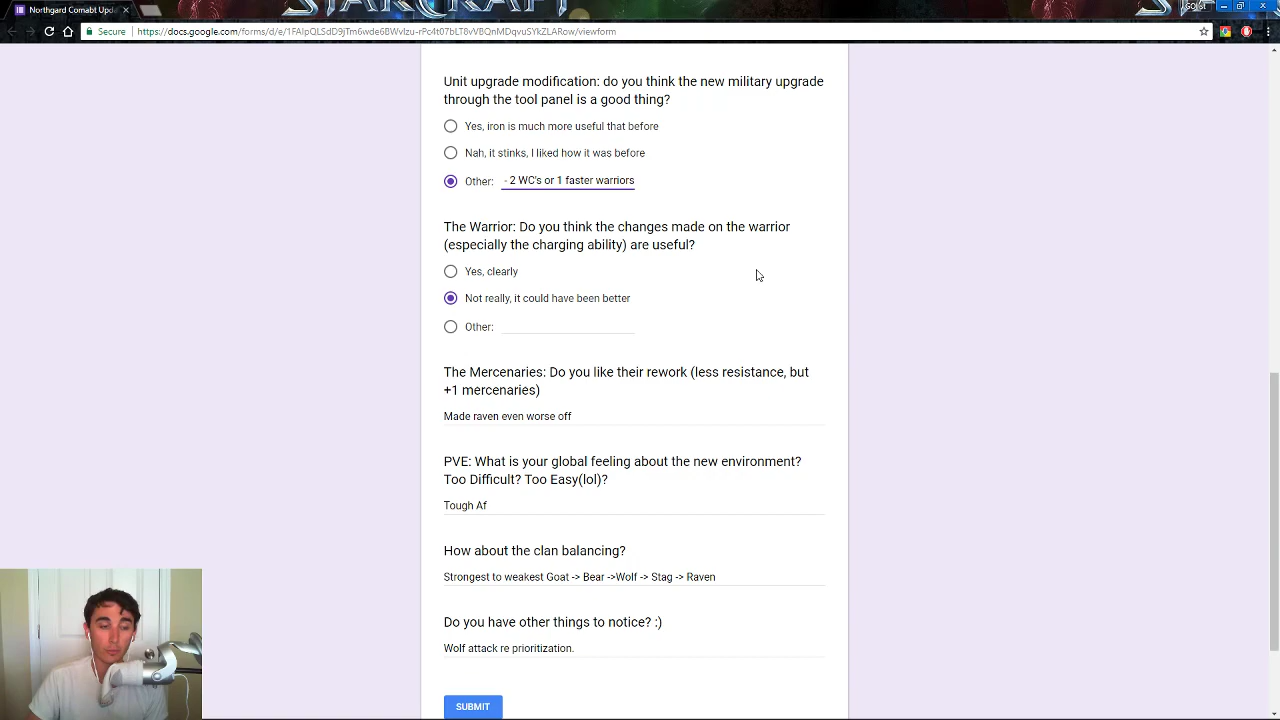 STARCRAFT
Northgard Comabt Upd
Secure
https://docs.google.com/forms/d/e/1FAIpQLSdD9jTm6wde6BWvlzu-rPc4t07bLT8vVBQnMDqvuSYkZLARow/viewform
Unit upgrade modification: do you think the new military upgrade
through the tool panel is a good thing?
Yes, iron is much more useful that before
Nah, it stinks, I liked how it was before
Other: - 2 WC's or 1 faster warriors
The Warrior: Do you think the changes made on the warrior
(especially the charging ability) are useful?
Yes, clearly
Not really, it could have been better
Other:
The Mercenaries: Do you like their rework (less resistance, but
+1 mercenaries)
Made raven even worse off
PVE: What is your global feeling about the new environment?
Too Difficult? Too Easy(lol)?
Tough Af
How about the clan balancing?
Strongest to weakest Goat -> Bear ->Wolf -> Stag -> Raven
Do you have other things to notice? :)
Wolf attack re prioritization.
SUBMIT